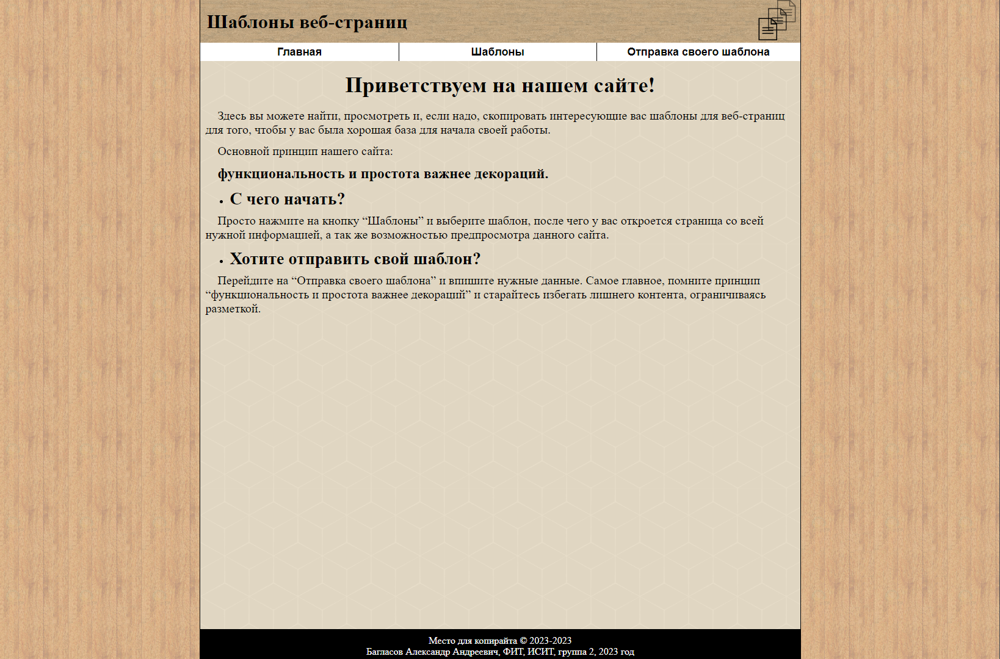 Шаблоны веб-страниц
Главная
Шаблоны
Отправка своего шаблона
Приветствуем на нашем сайте!
Здесь вы можете найти, просмотреть и, если надо, скопировать интересующие вас шаблоны для веб-страниц
для того, чтобы у вас была хорошая база для начала своей работы.
Основной принцип нашего сайта:
функциональность и простота важнее декораций.
• С чего начать?
Просто нажмите на кнопку “Шаблоны” и выберите шаблон, после чего у вас откроется страница со всей
нужной информацией, а так же возможностью предпросмотра данного сайта.
• Хотите отправить свой шаблон?
Перейдите на “Отправка своего шаблона” и впишите нужные данные. Самое главное, помните принцип
“функциональность и простота важнее декораций” и старайтесь избегать лишнего контента, ограничиваясь
разметкой.
Место для копирайта © 2023-2023
Багласов Александр Андреевич, ФИТ, ИСИТ, группа 2, 2023 год